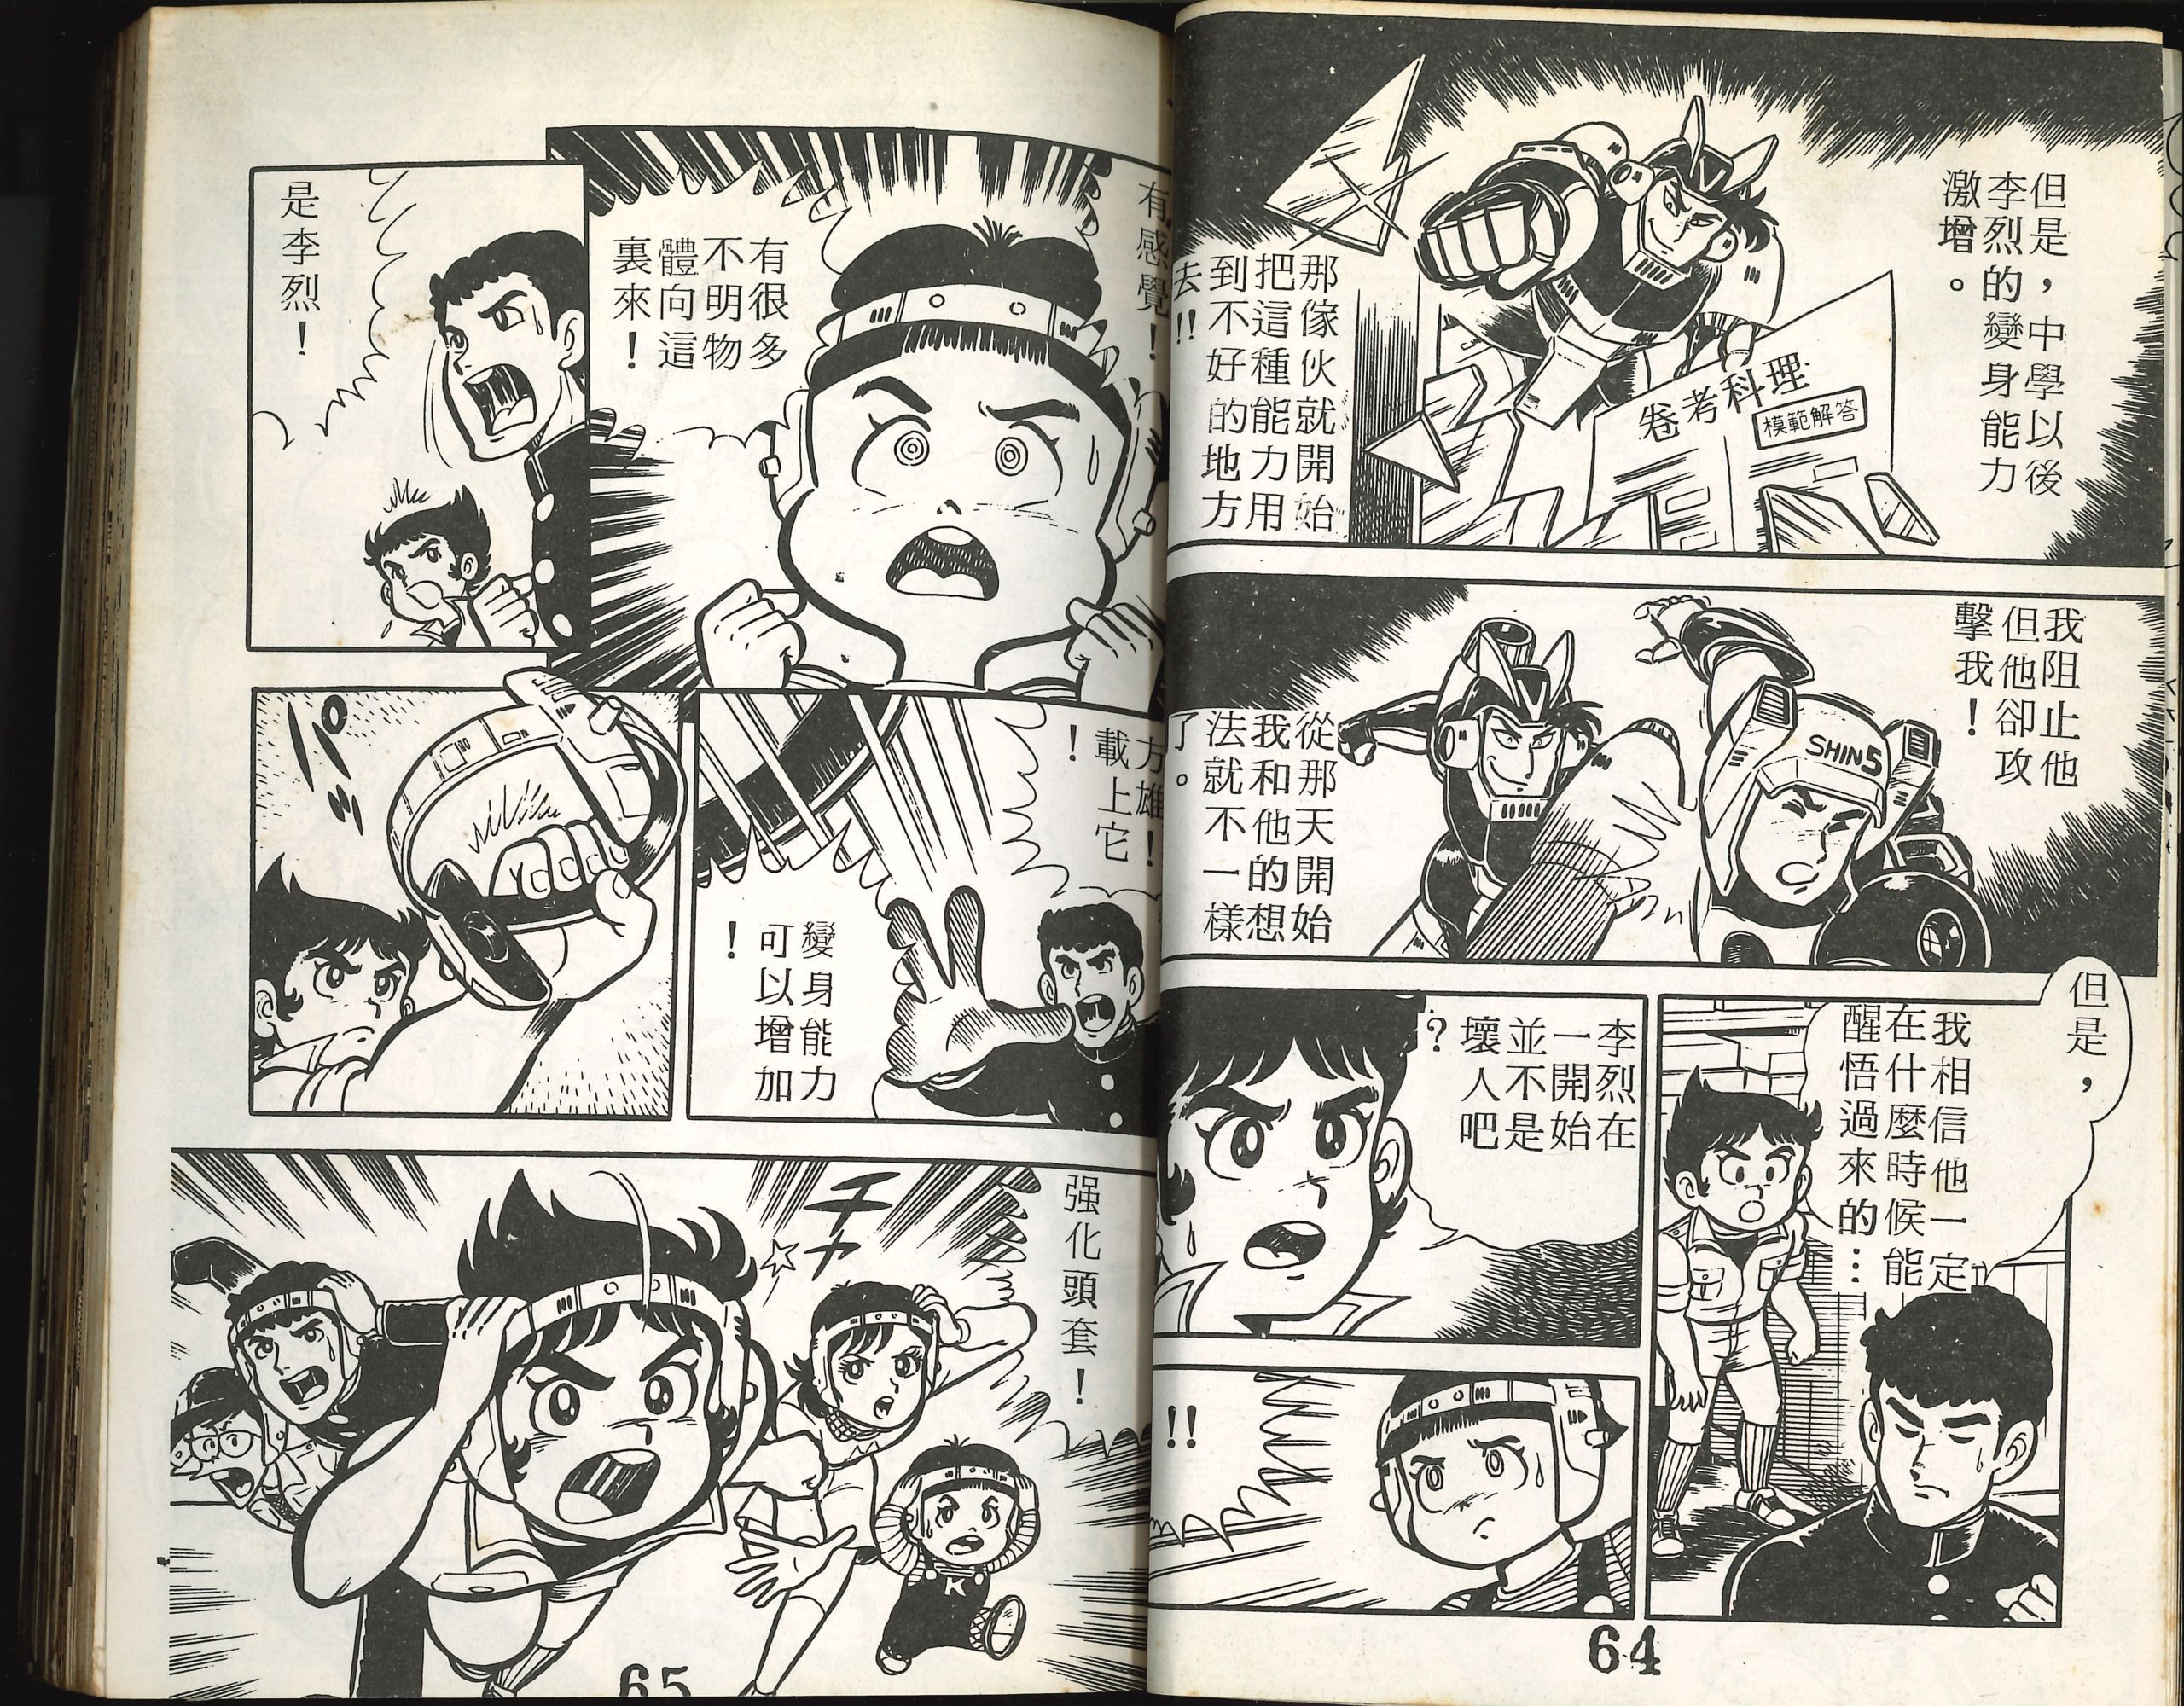 但是，中學以後
李烈的變身能力
激增。
那傢伙就開始
把這種能力用
到不好的地方
去!!
理科考卷
模範解答
我阻止他
但他卻攻
擊我！
SHIN5
從那天開始
我和他的想
法就不一樣
了。
但是，
我相信他一定
在什麼時候能
醒悟過來的…
李烈在
一開始
並不是
壞人吧
？
!!
64
有感覺！
有很多
不明物
體向這
裏來！
是李烈！
方雄！
載上它
！
變身能力
可以增加
！
パッ
强化頭套！
チャ
K
65